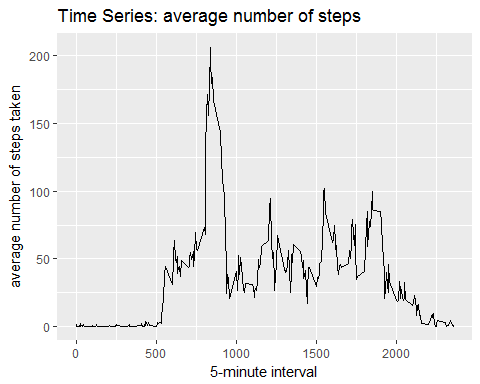 Time Series: average number of steps
average number of steps taken
200
150
100
50
0
0 500 1000 1500 2000
5-minute interval